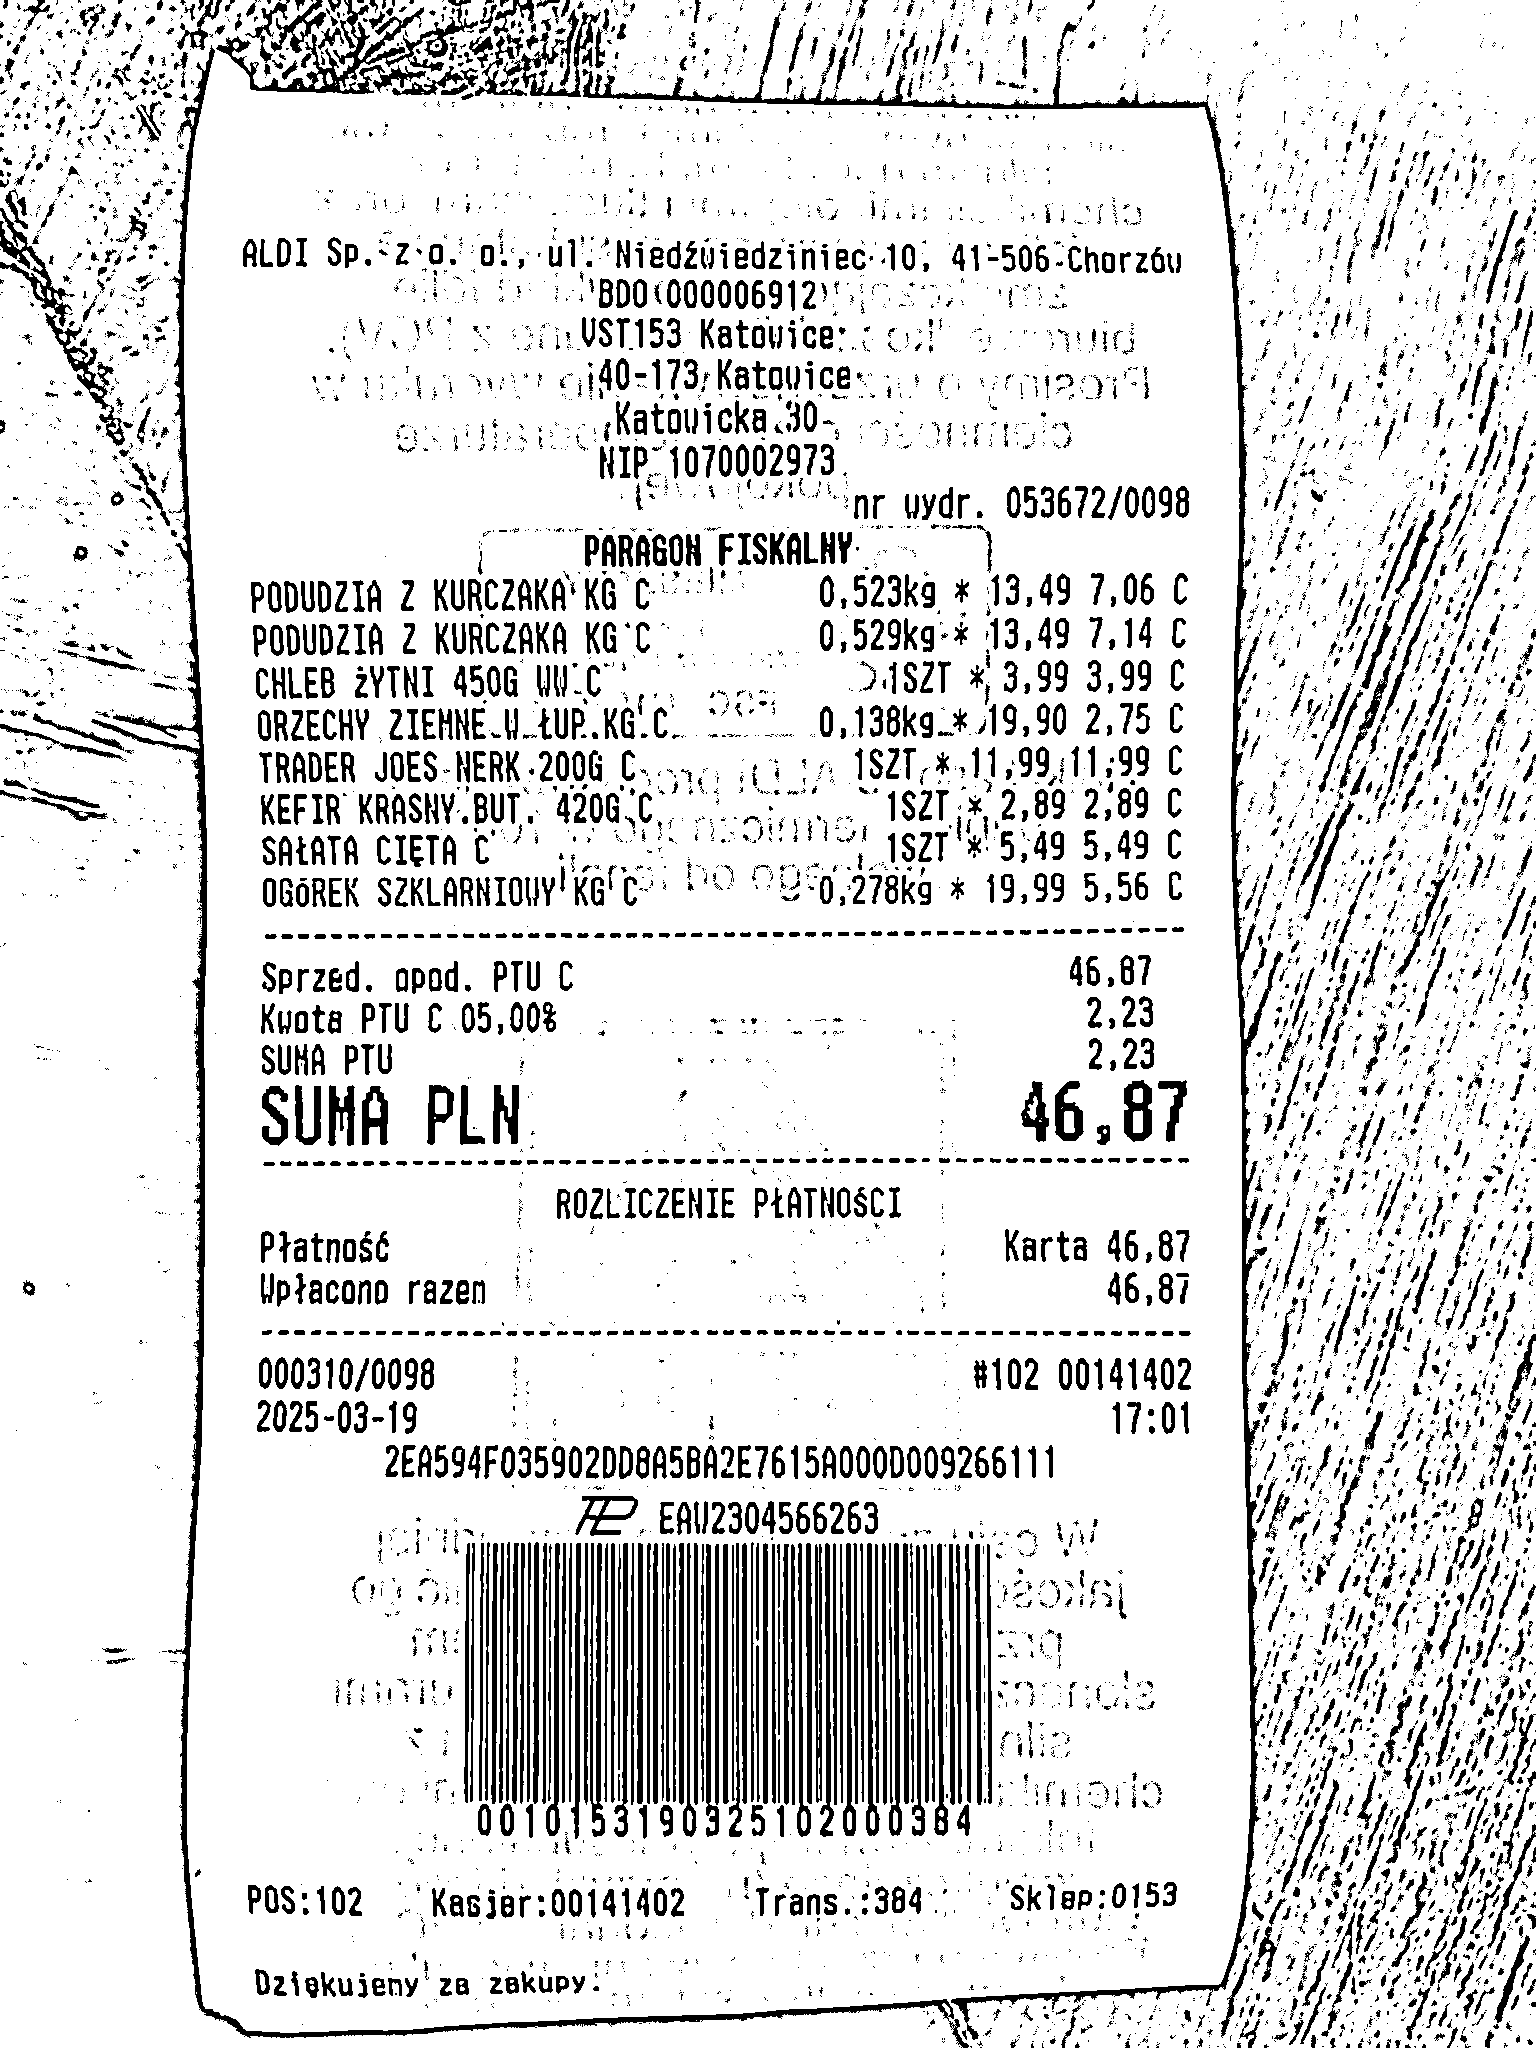 ALDI Sp. z o. o., ul. Niedźwiedziniec 10, 41-506 Chorzów
BDO 000006912
VST153 Katowice
40-173 Katowice
Katowicka 30
NIP 1070002973
nr wydr. 053672/0098
PARAGON FISKALNY
PODUDZIA Z KURCZAKA KG C 0,523kg * 13,49 7,06 C
PODUDZIA Z KURCZAKA KG C 0,529kg * 13,49 7,14 C
CHLEB ŻYTNI 450G WW C 1SZT * 3,99 3,99 C
ORZECHY ZIEMNE W ŁUP.KG C 0,138kg * 19,90 2,75 C
TRADER JOES NERK 200G C 1SZT * 11,99 11,99 C
KEFIR KRASNY.BUT. 420G C 1SZT * 2,89 2,89 C
SAŁATA CIĘTA C 1SZT * 5,49 5,49 C
OGÓREK SZKLARNIOWY KG C 0,278kg * 19,99 5,56 C
Sprzed. opod. PTU C 46,87
Kwota PTU C 05,00% 2,23
SUMA PTU 2,23
SUMA PLN 46,87
ROZLICZENIE PŁATNOŚCI
Płatność Karta 46,87
Wpłacono razem 46,87
000310/0098 #102 00141402
2025-03-19 17:01
2EA594F035902DD8A5BA2E7615A000D009266111
EAW2304566263
00101531903251020003​84
POS:102 Kasjer:00141402 Trans.:384 Sklep:0153
Dziękujemy za zakupy.